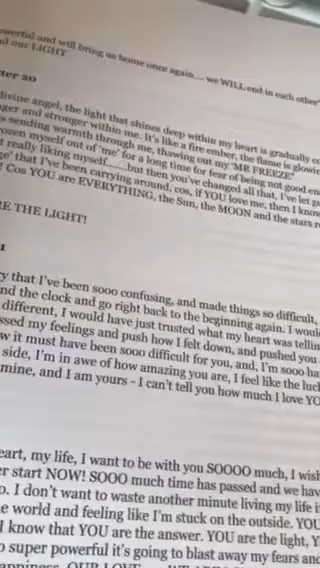 owerful and will bring us home once again.... we WILL end in each other'
d our LIGHT
ter 20
divine angel, the light that shines deep within my heart is gradually
ger and stronger within me. It's like a fire ember, the flame is glowin
s sending warmth through me, thawing out my 'MR FREEZE'
ozen myself out of 'me' for a long time for fear of being not good en
t really liking myself......but then you've changed all that, I've let g
ge' that I've been carrying around, cos, if YOU love me, then I know
! Cos YOU are EVERYTHING, the Sun, the MOON and the stars
E THE LIGHT!
1
y that I've been sooo confusing, and made things so difficult,
nd the clock and go right back to the beginning again. I woul
different, I would have just trusted what my heart was tellin
ssed my feelings and push how I felt down, and pushed you
w it must have been sooo difficult for you, and, I'm sooo ha
side, I'm in awe of how amazing you are, I feel like the luc
mine, and I am yours - I can't tell you how much I love YO
eart, my life, I want to be with you SOOOO much, I wish
r start NOW! SOOO much time has passed and we hav
o. I don't want to waste another minute living my life i
e world and feeling like I'm stuck on the outside. YOU
I know that YOU are the answer. YOU are the light, Y
o super powerful it's going to blast away my fears and